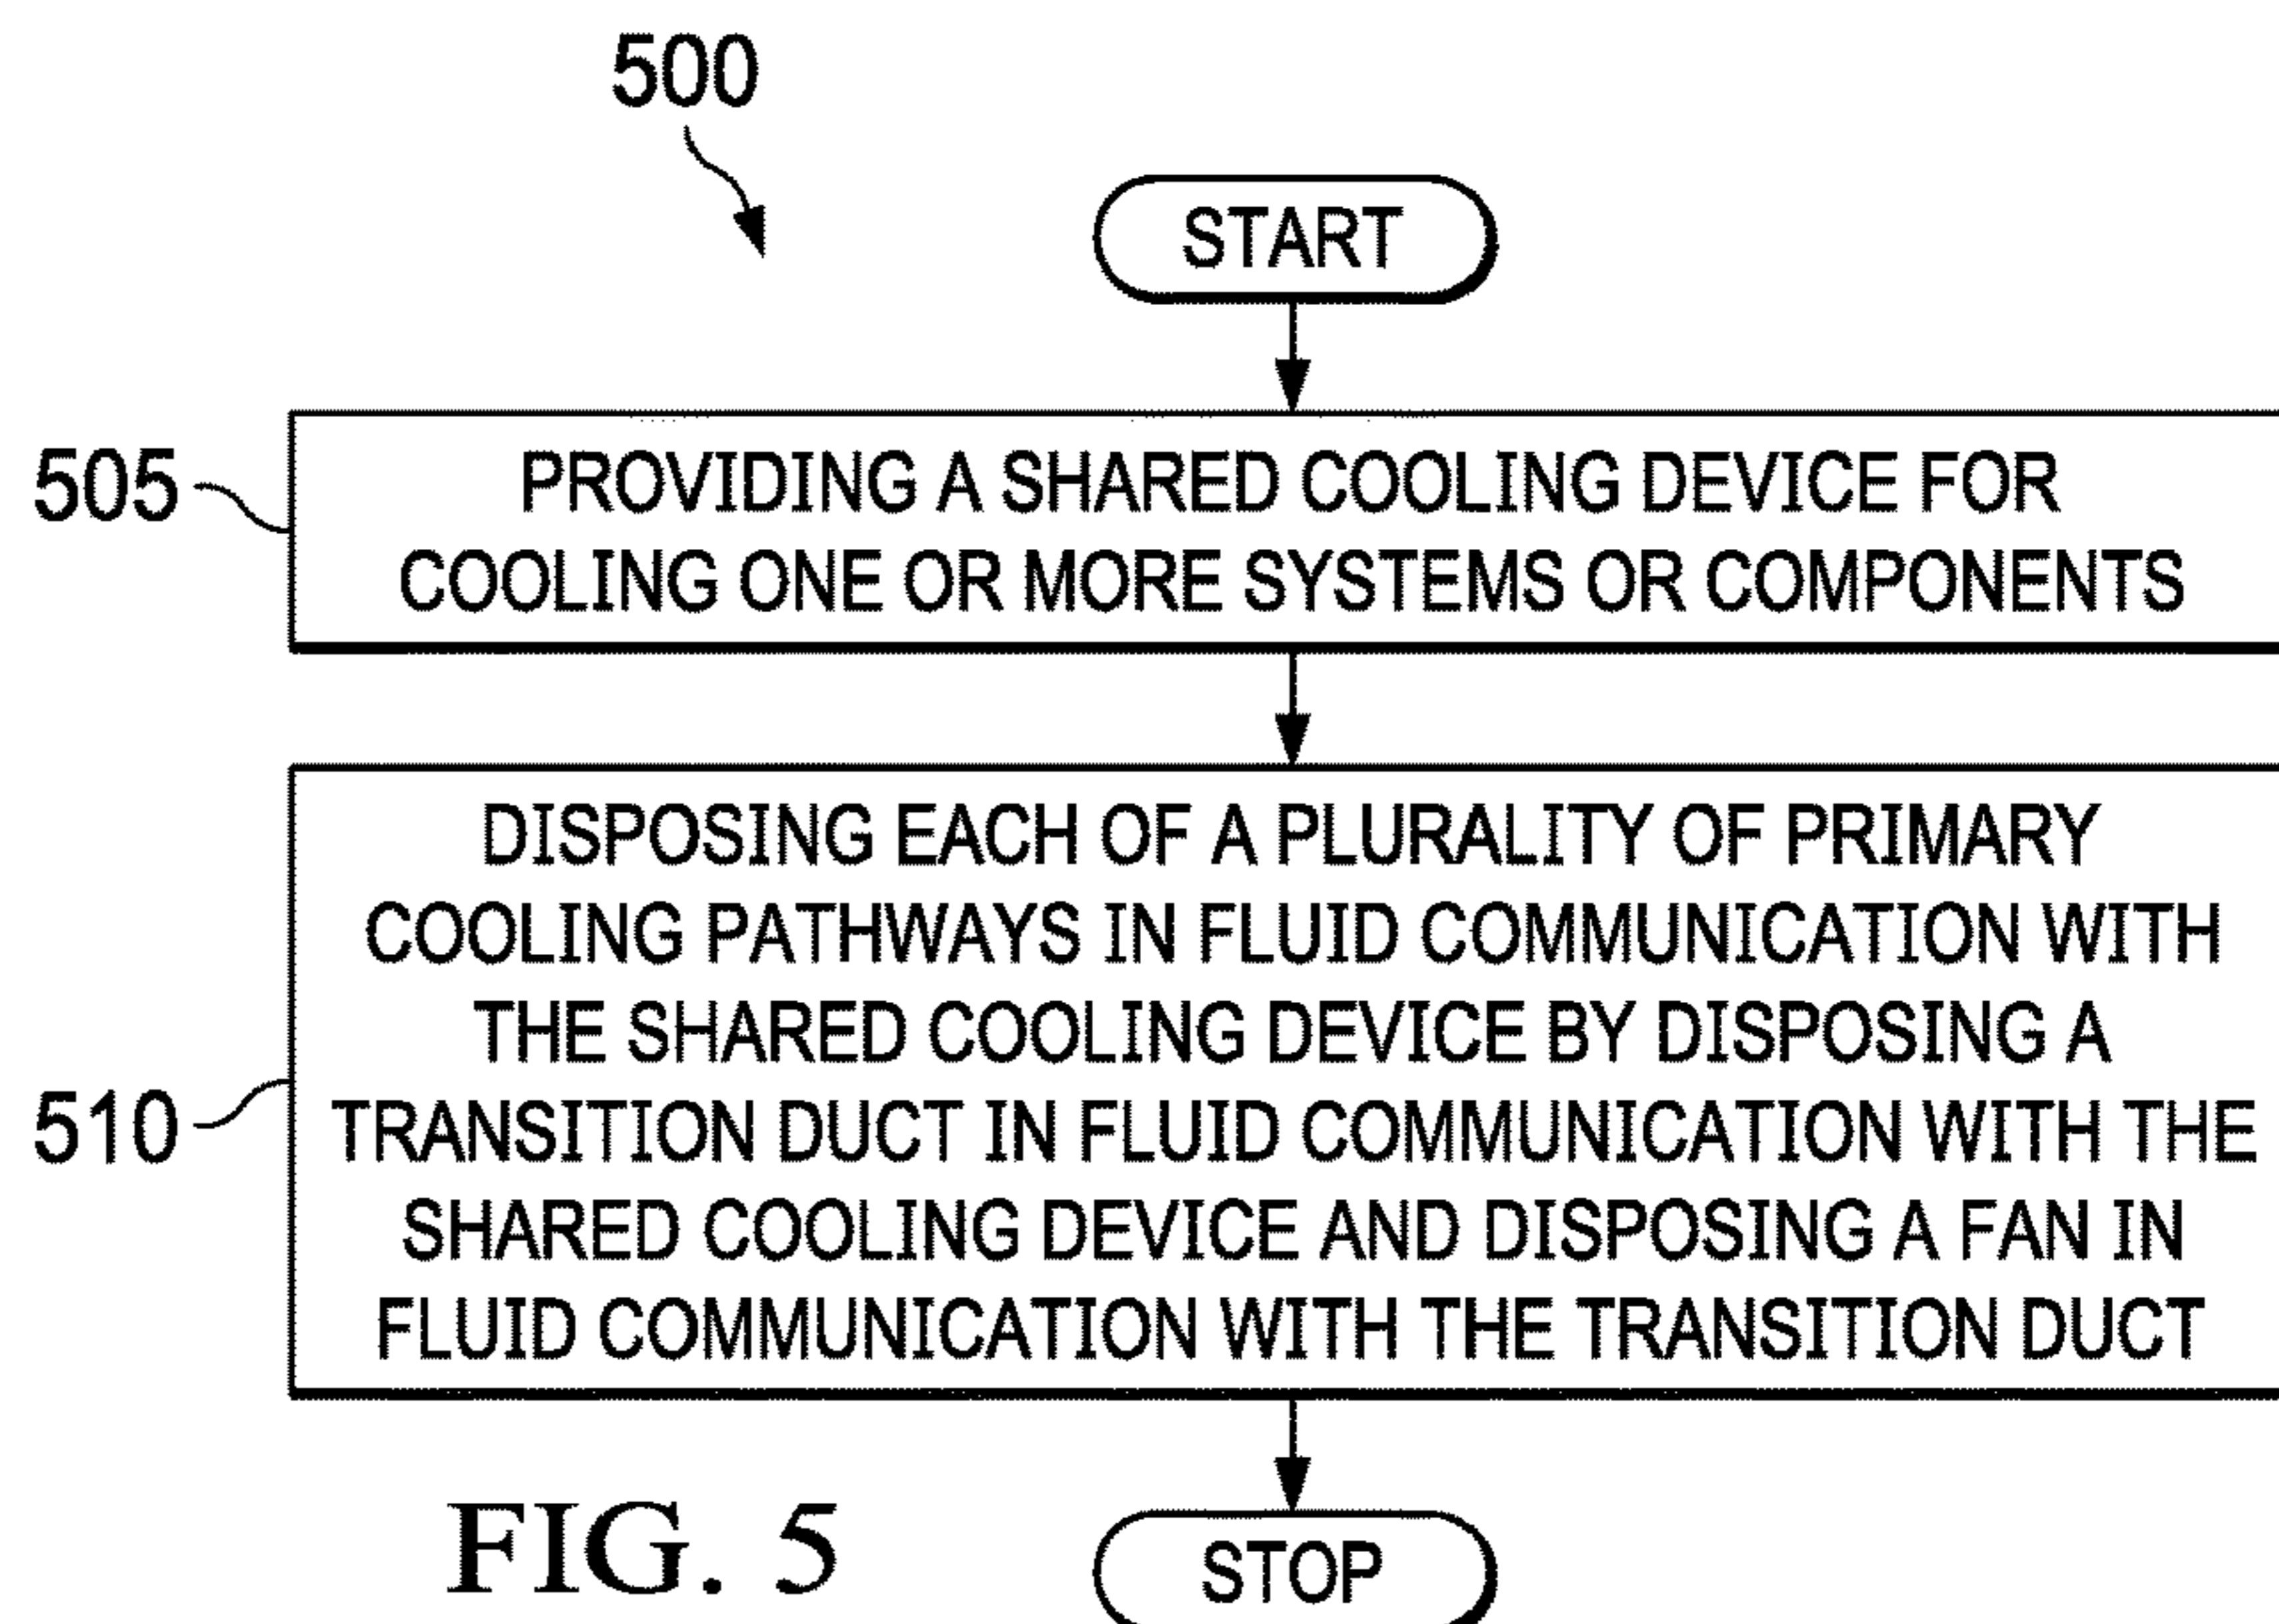 500
START
505
PROVIDING A SHARED COOLING DEVICE FOR
COOLING ONE OR MORE SYSTEMS OR COMPONENTS
510
DISPOSING EACH OF A PLURALITY OF PRIMARY
COOLING PATHWAYS IN FLUID COMMUNICATION WITH
THE SHARED COOLING DEVICE BY DISPOSING A
TRANSITION DUCT IN FLUID COMMUNICATION WITH THE
SHARED COOLING DEVICE AND DISPOSING A FAN IN
FLUID COMMUNICATION WITH THE TRANSITION DUCT
STOP
FIG. 5